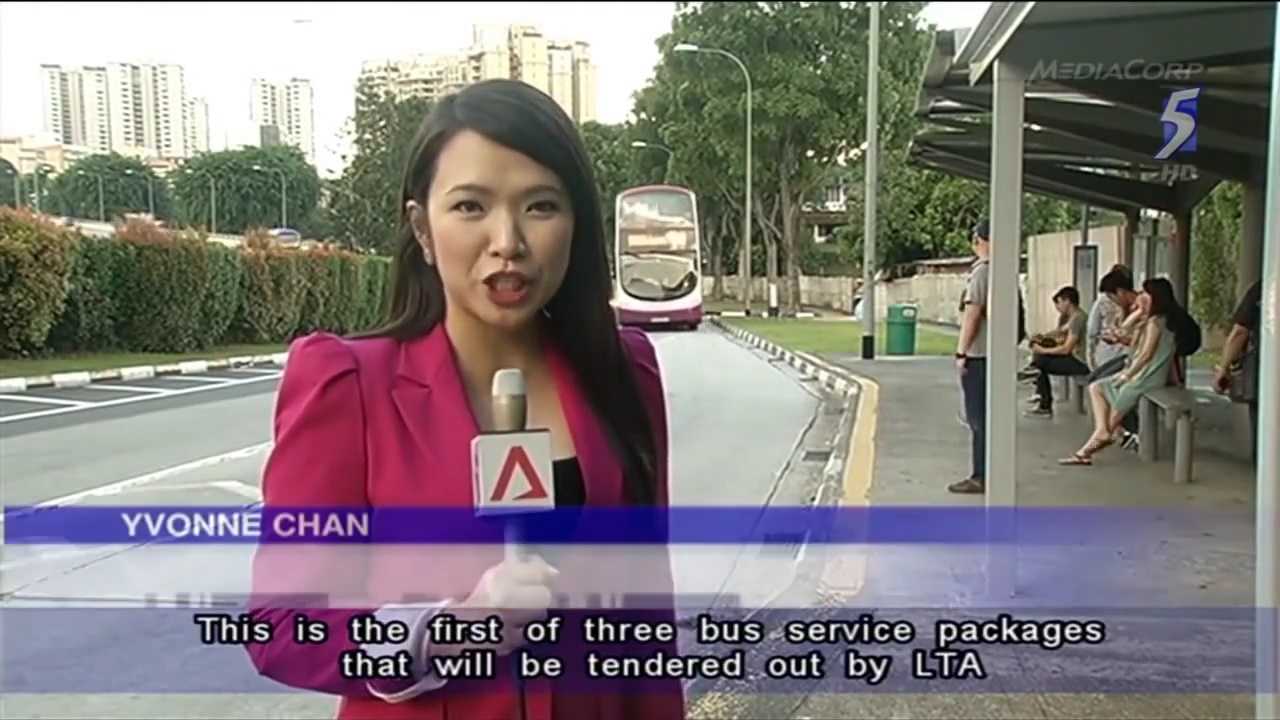 MEDIACORP
5
HD
YVONNE CHAN
This is the first of three bus service packages
that will be tendered out by LTA